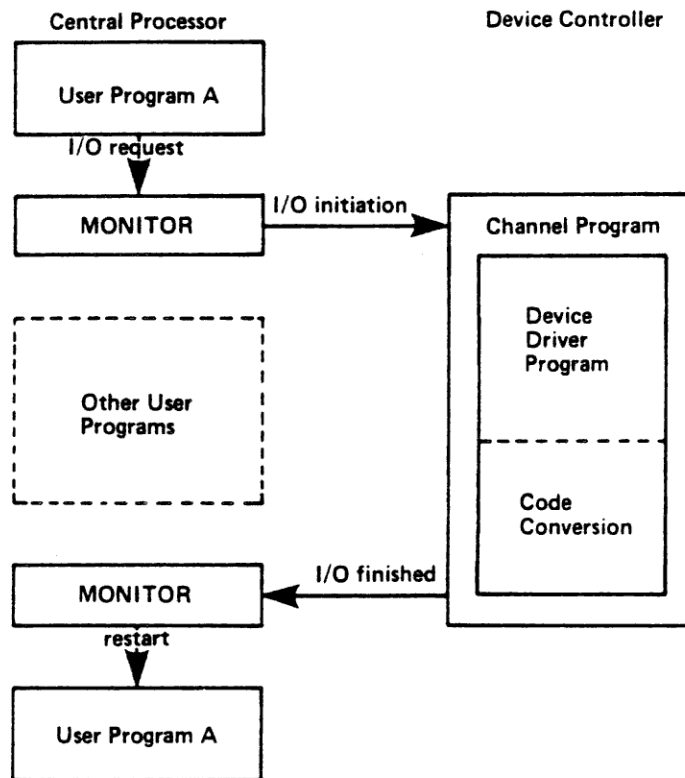 Central Processor
Device Controller
User Program A
I/O request
MONITOR
I/O initiation
Channel Program
Device
Driver
Program
Other User
Programs
Code
Conversion
I/O finished
MONITOR
restart
User Program A